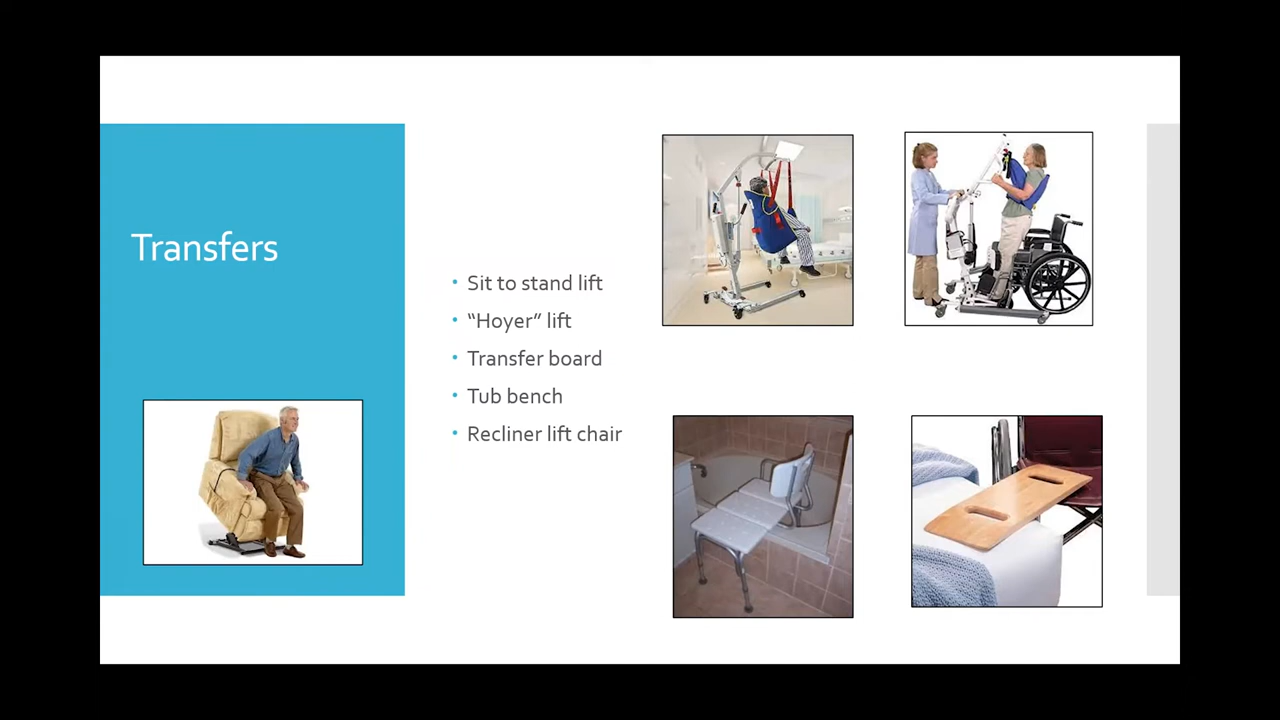 Transfers
• Sit to stand lift
• “Hoyer” lift
• Transfer board
• Tub bench
• Recliner lift chair